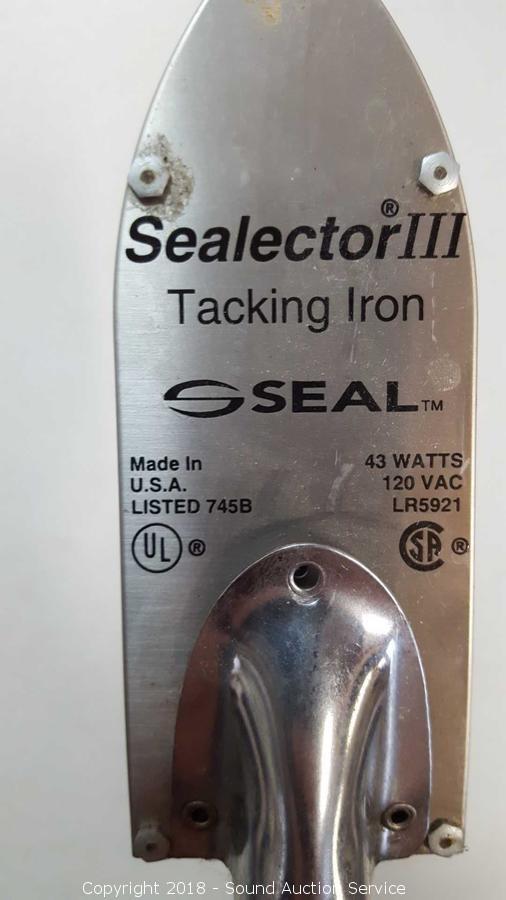 Sealector® III
Tacking Iron
SEAL™
Made In
U.S.A.
LISTED 745B
UL ®
43 WATTS
120 VAC
LR5921
SA ®
Copyright 2018 - Sound Auction Service